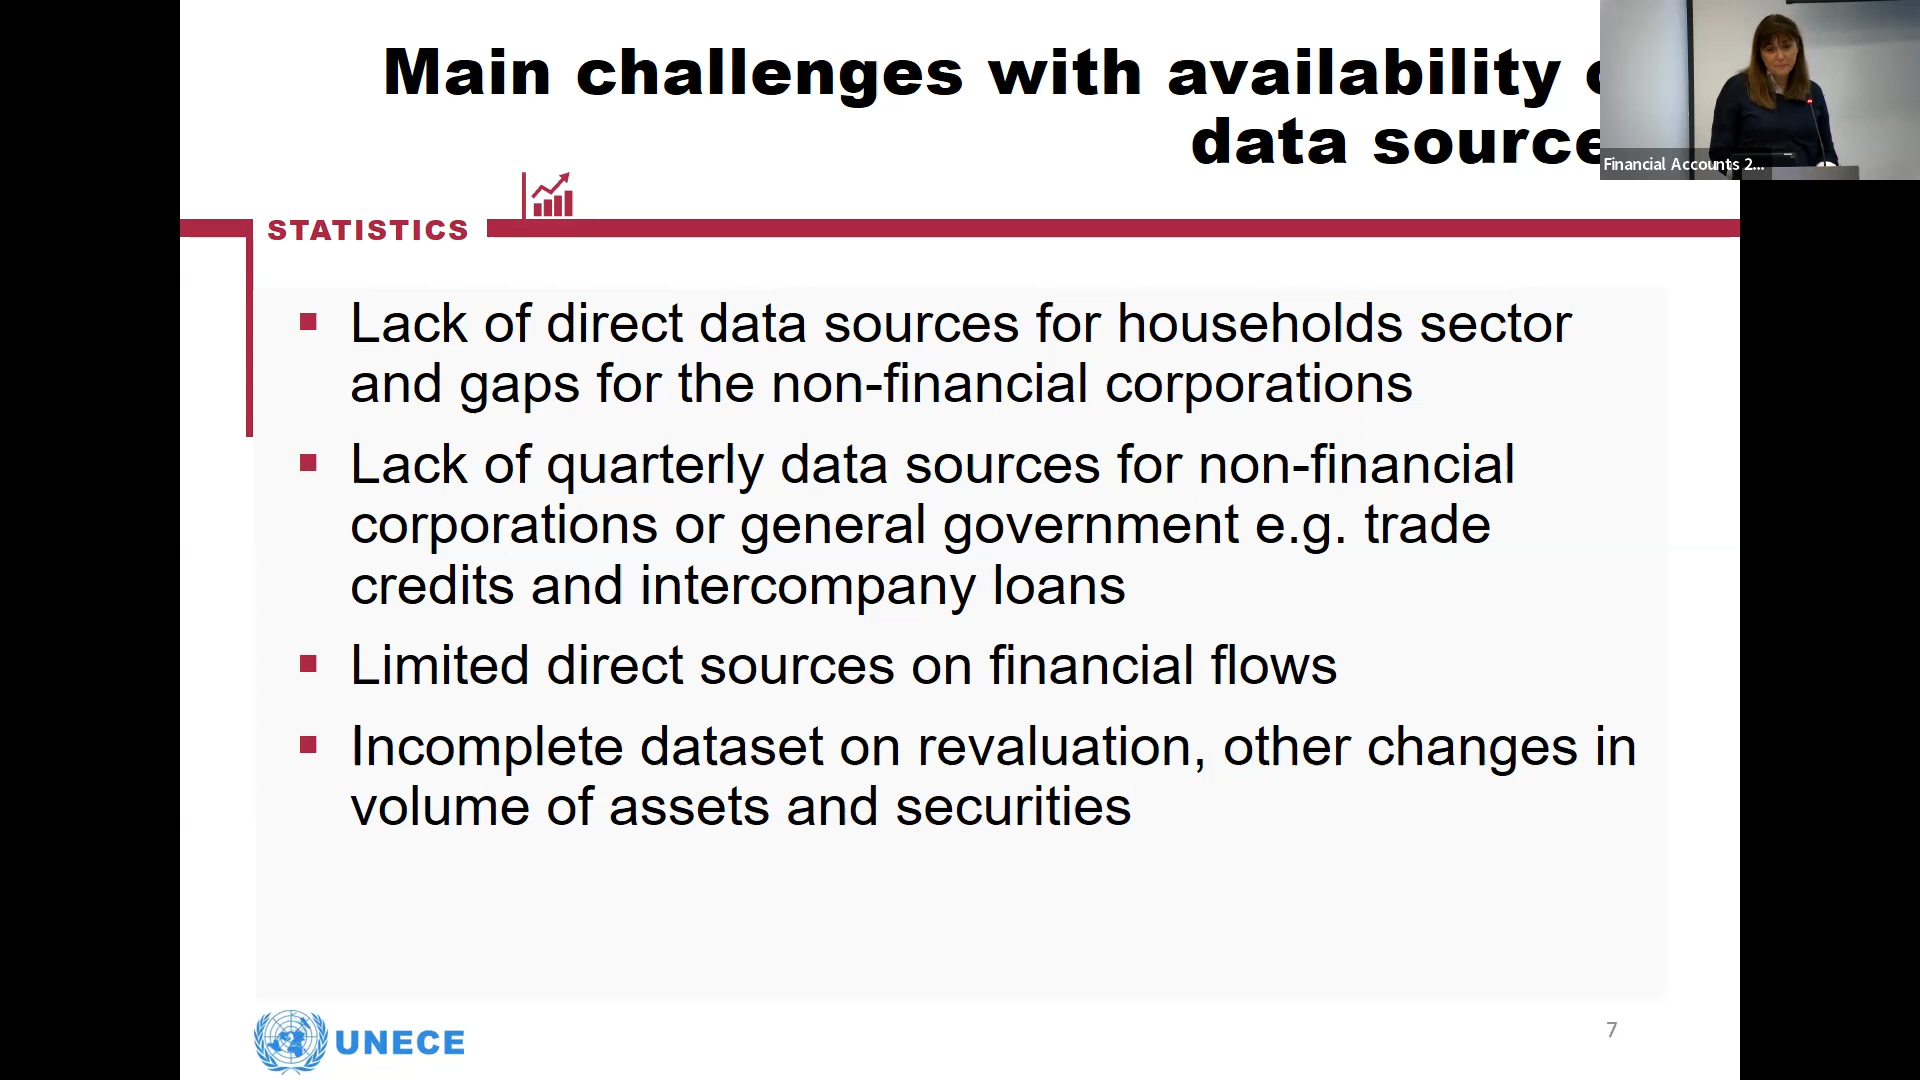 Main challenges with availability
data source
Financial Accounts 2...
STATISTICS
Lack of direct data sources for households sector
and gaps for the non-financial corporations
Lack of quarterly data sources for non-financial
corporations or general government e.g. trade
credits and intercompany loans
Limited direct sources on financial flows
Incomplete dataset on revaluation, other changes in
volume of assets and securities
UNECE
7